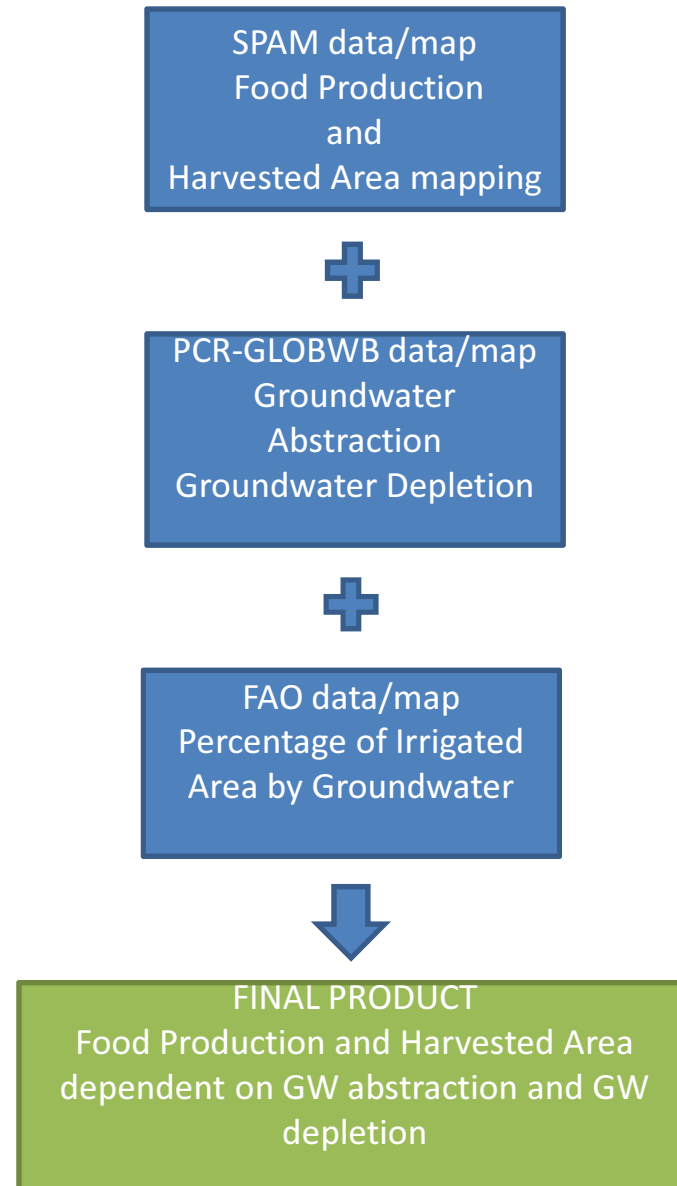 SPAM data/map
Food Production
and
Harvested Area mapping
PCR-GLOBWB data/map
Groundwater
Abstraction
Groundwater Depletion
FAO data/map
Percentage of Irrigated
Area by Groundwater
FINAL PRODUCT
Food Production and Harvested Area
dependent on GW abstraction and GW
depletion